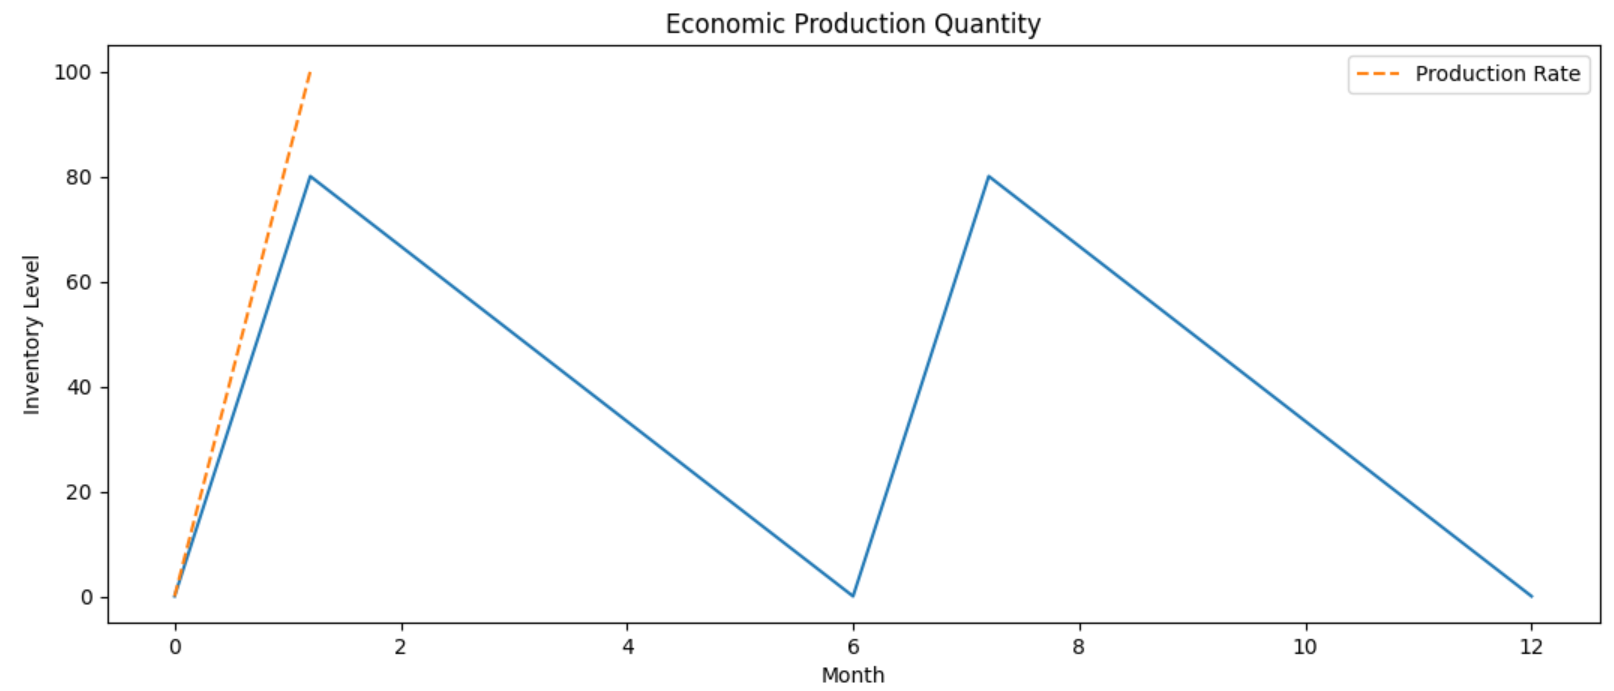 Economic Production Quantity
Production Rate
100
80
60
40
20
0
Inventory Level
0 2 4 6 8 10 12
Month